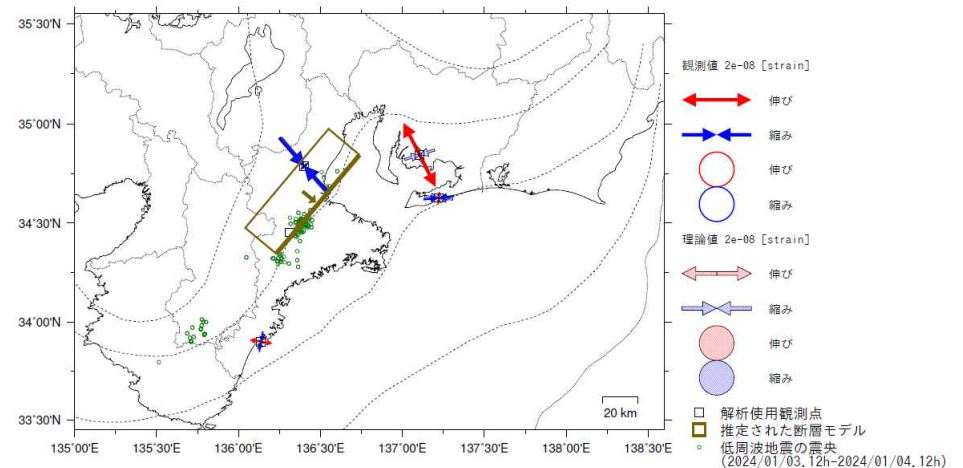 35°30'N
35°00'N
34°30'N
34°00'N
33°30'N
135°00'E
135°30'E
136°00'E
136°30'E
137°00'E
137°30'E
138°00'E
138°30'E
20 km
観測値 2e-08 [strain]
伸び
縮み
伸び
縮み
理論値 2e-08 [strain]
伸び
縮み
伸び
縮み
解析使用観測点
推定された断層モデル
低周波地震の震央
(2024/01/03.12h-2024/01/04.12h)